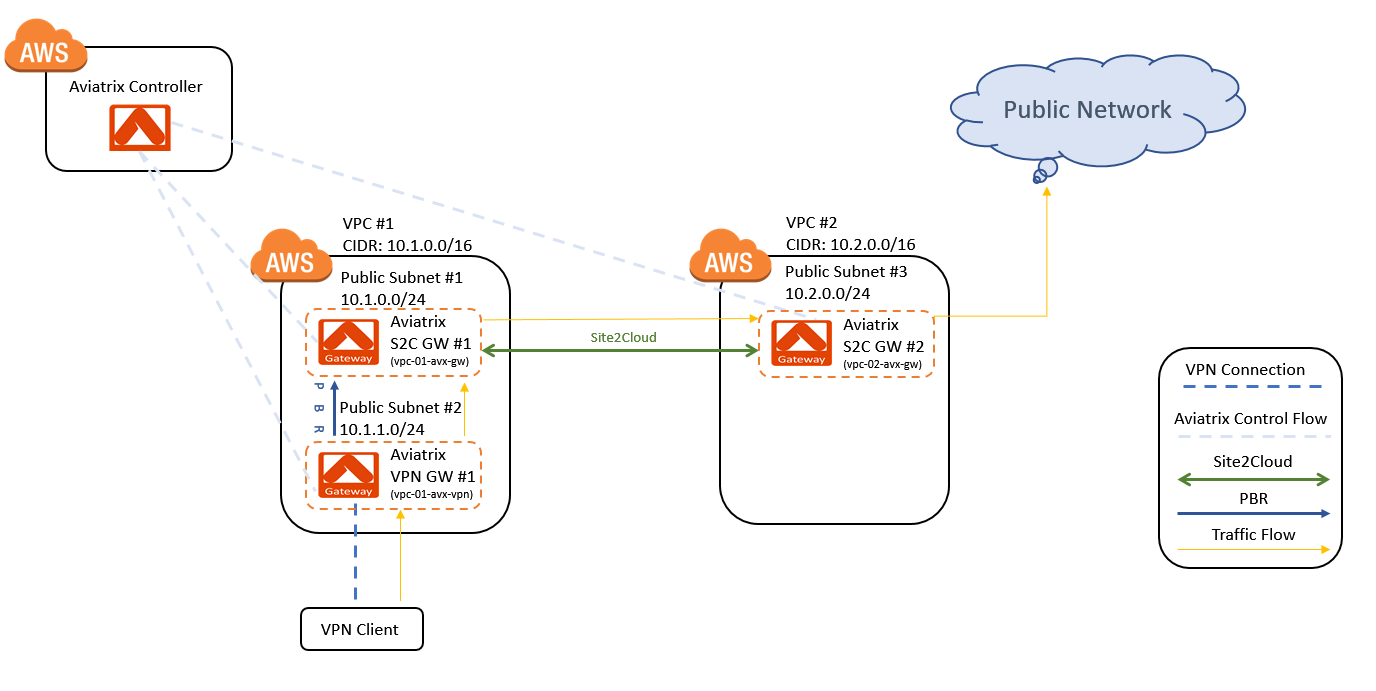 AWS
Aviatrix Controller
Public Network
VPC #1
CIDR: 10.1.0.0/16
AWS
Public Subnet #1
10.1.0.0/24
Aviatrix
S2C GW #1
(vpc-01-avx-gw)
Gateway
Site2Cloud
VPC #2
CIDR: 10.2.0.0/16
AWS
Public Subnet #3
10.2.0.0/24
Aviatrix
S2C GW #2
(vpc-02-avx-gw)
Gateway
P B R
Public Subnet #2
10.1.1.0/24
Aviatrix
VPN GW #1
(vpc-01-avx-vpn)
Gateway
VPN Client
VPN Connection
Aviatrix Control Flow
Site2Cloud
PBR
Traffic Flow